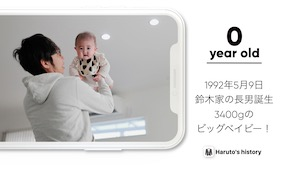 0
year old
1992年5月9日
鈴木家の長男誕生
3400gの
ビッグベイビー！
Haruto's history